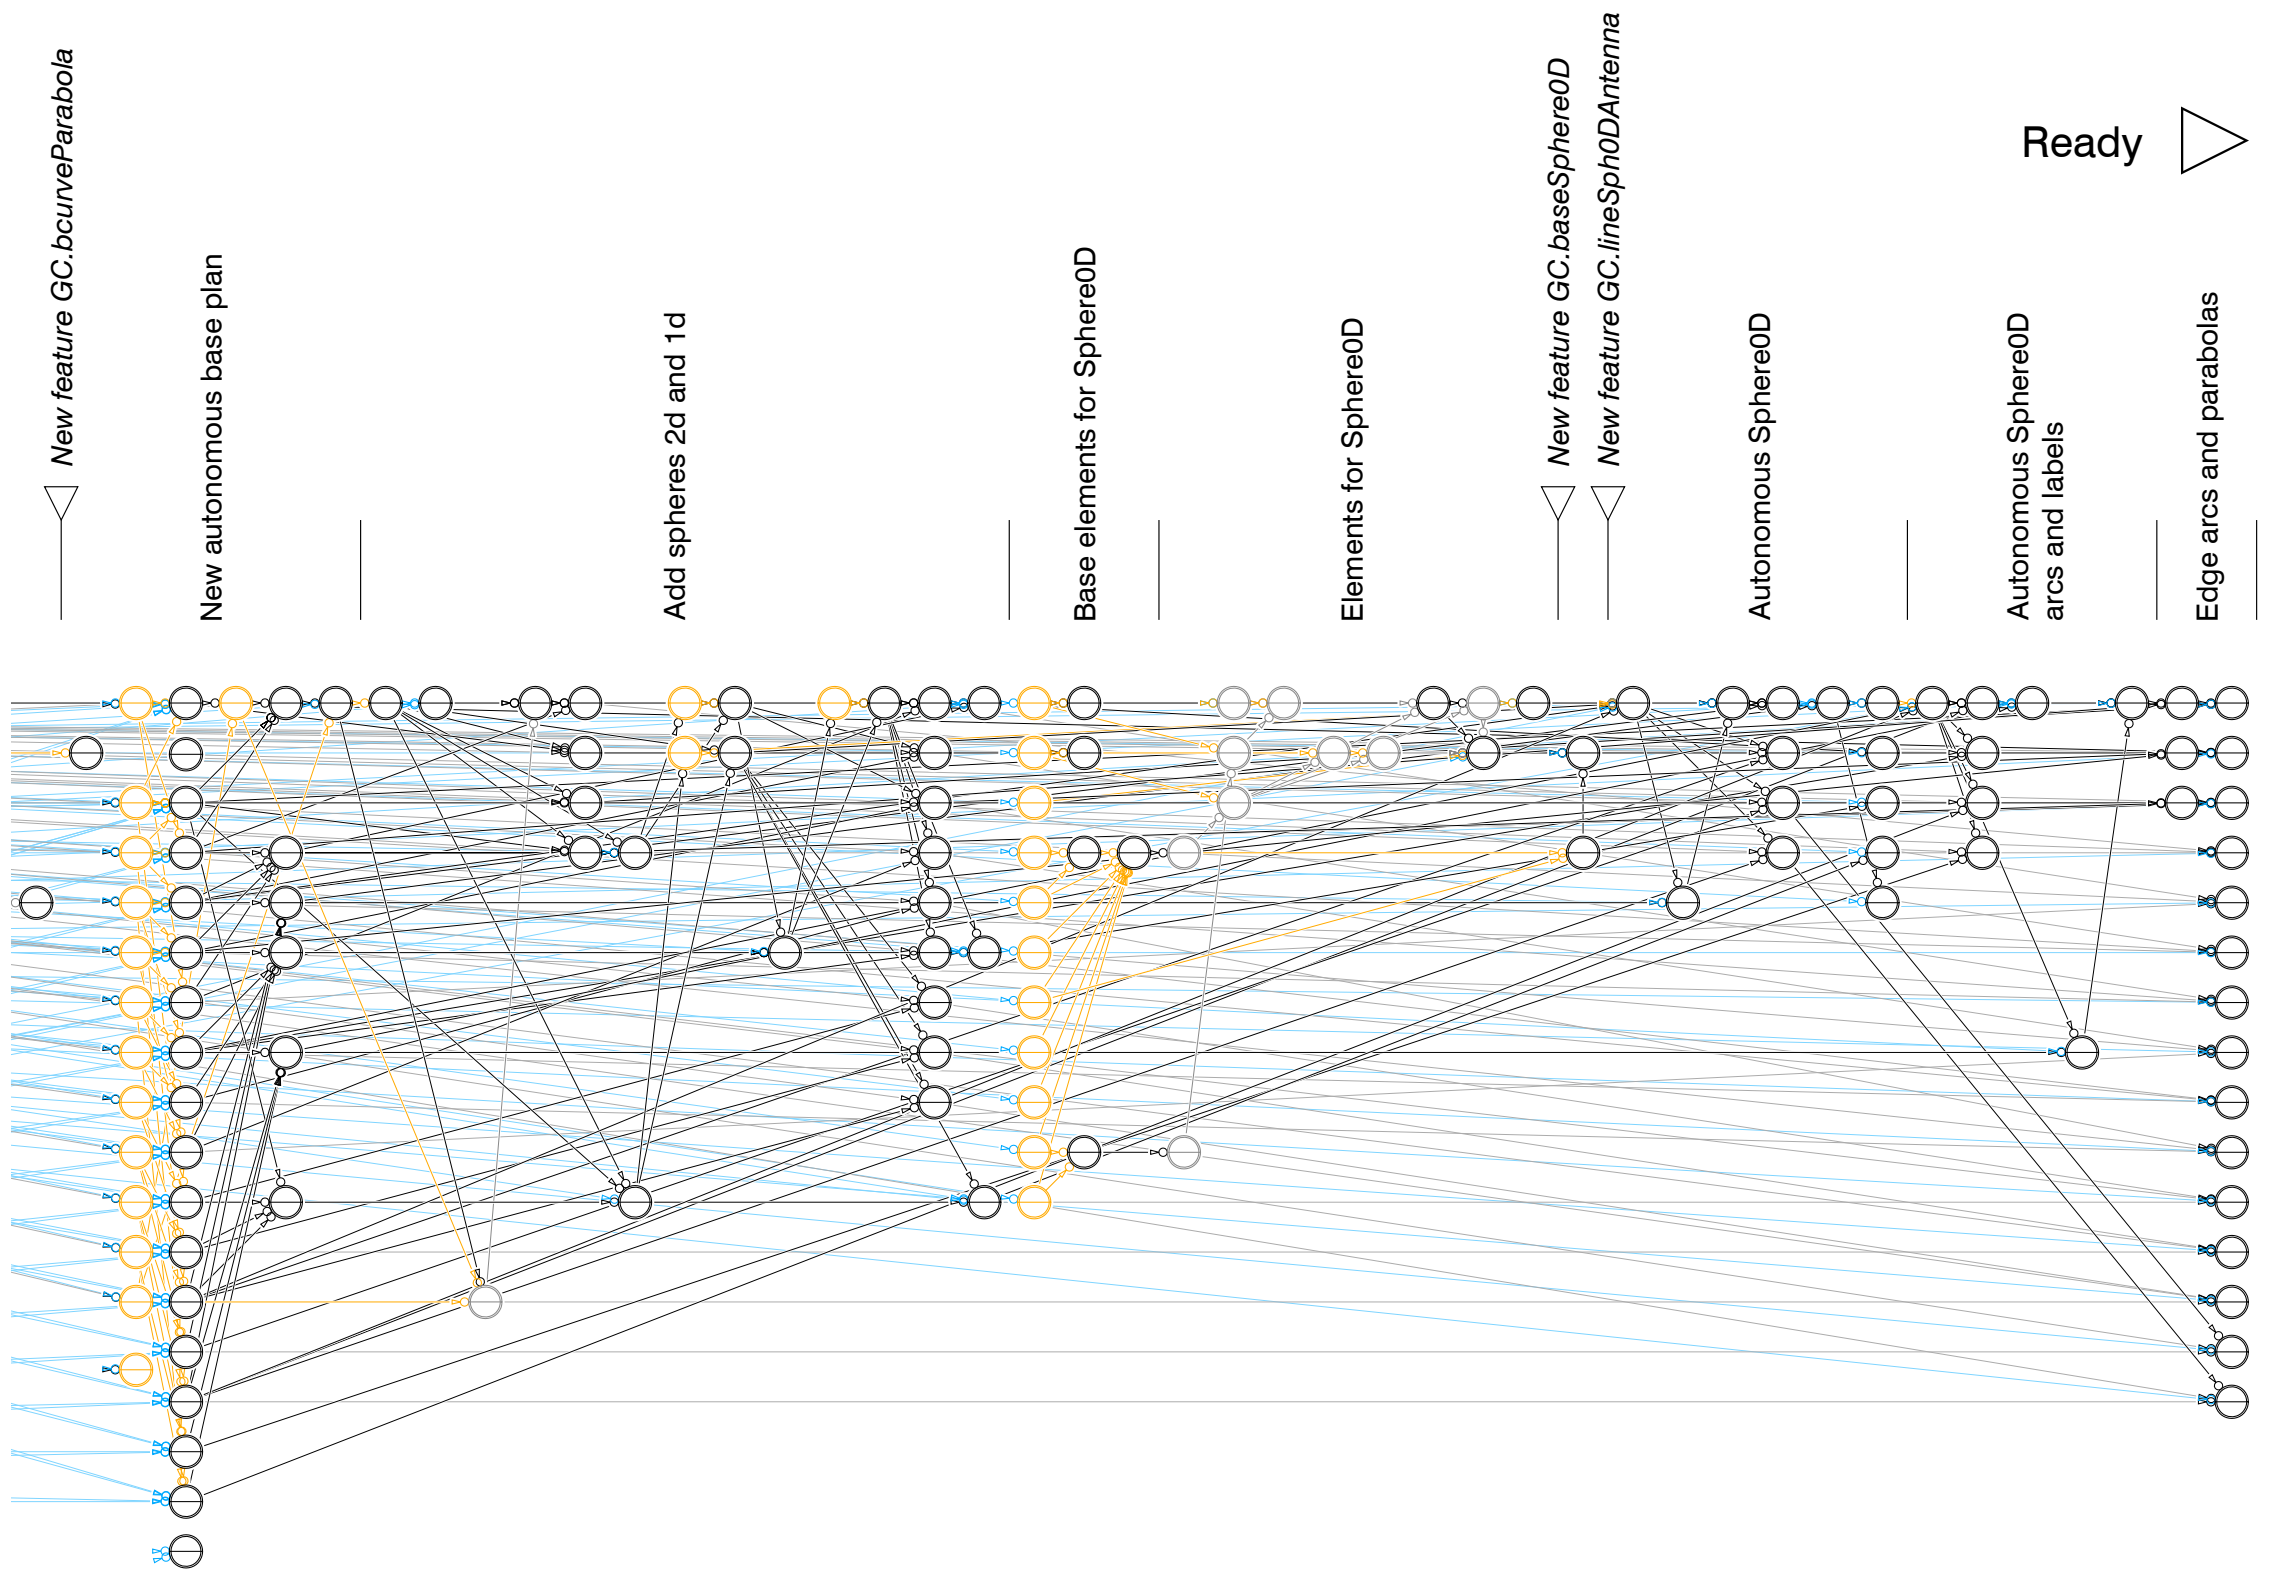 New feature GC.bcurveParabola
New autonomous base plan
Add spheres 2d and 1d
Base elements for Sphere0D
Elements for Sphere0D
New feature GC.baseSphere0D
New feature GC.lineSph0DAntenna
Autonomous Sphere0D
Autonomous Sphere0D
arcs and labels
Edge arcs and parabolas
Ready